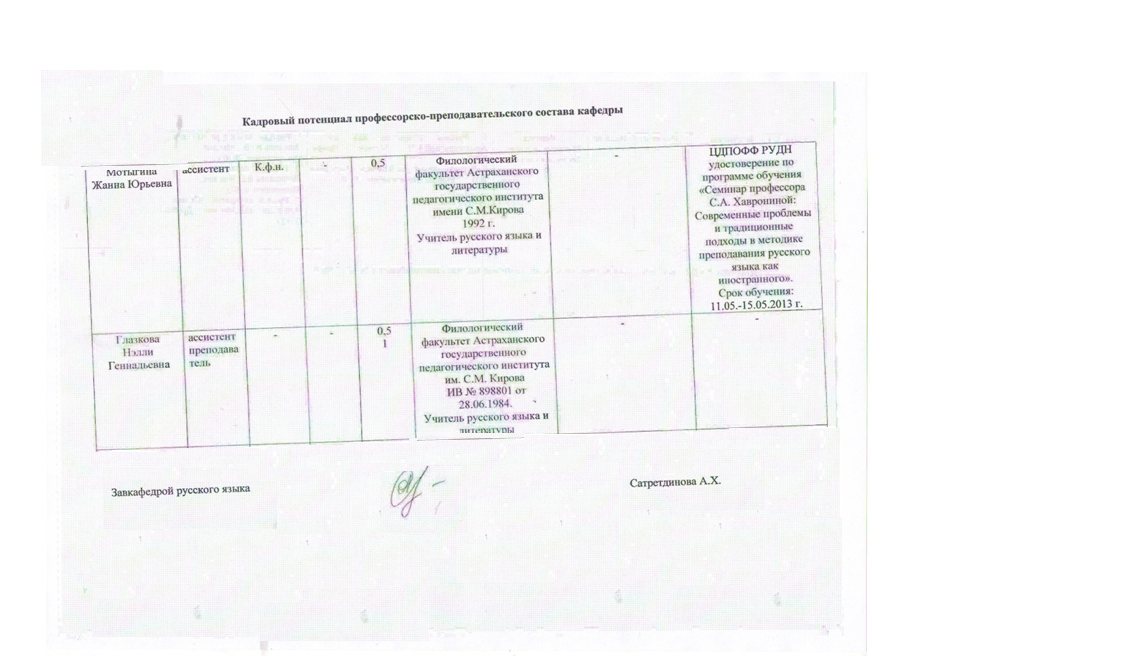 Кадровый потенциал профессорско-преподавательского состава кафедры
Мотыгина
Жанна Юрьевна
ассистент
К.ф.н.
-
0,5
Филологический
факультет Астраханского
государственного
педагогического института
имени С.М.Кирова
1992 г.
Учитель русского языка и
литературы
-
ЦДПОФФ РУДН
удостоверение по
программе обучения
«Семинар профессора
С.А. Хаврониной:
Современные проблемы
и традиционные
подходы в методике
преподавания русского
языка как
иностранного».
Срок обучения:
11.05.-15.05.2013 г.
Глазкова
Нэлли
Геннадьевна
ассистент
преподава
тель
-
-
0,5
1
Филологический
факультет Астраханского
государственного
педагогического института
им. С.М. Кирова
ИВ № 898801 от
28.06.1984.
Учитель русского языка и
литературы
-
-
Завкафедрой русского языка
Сатретдинова А.Х.